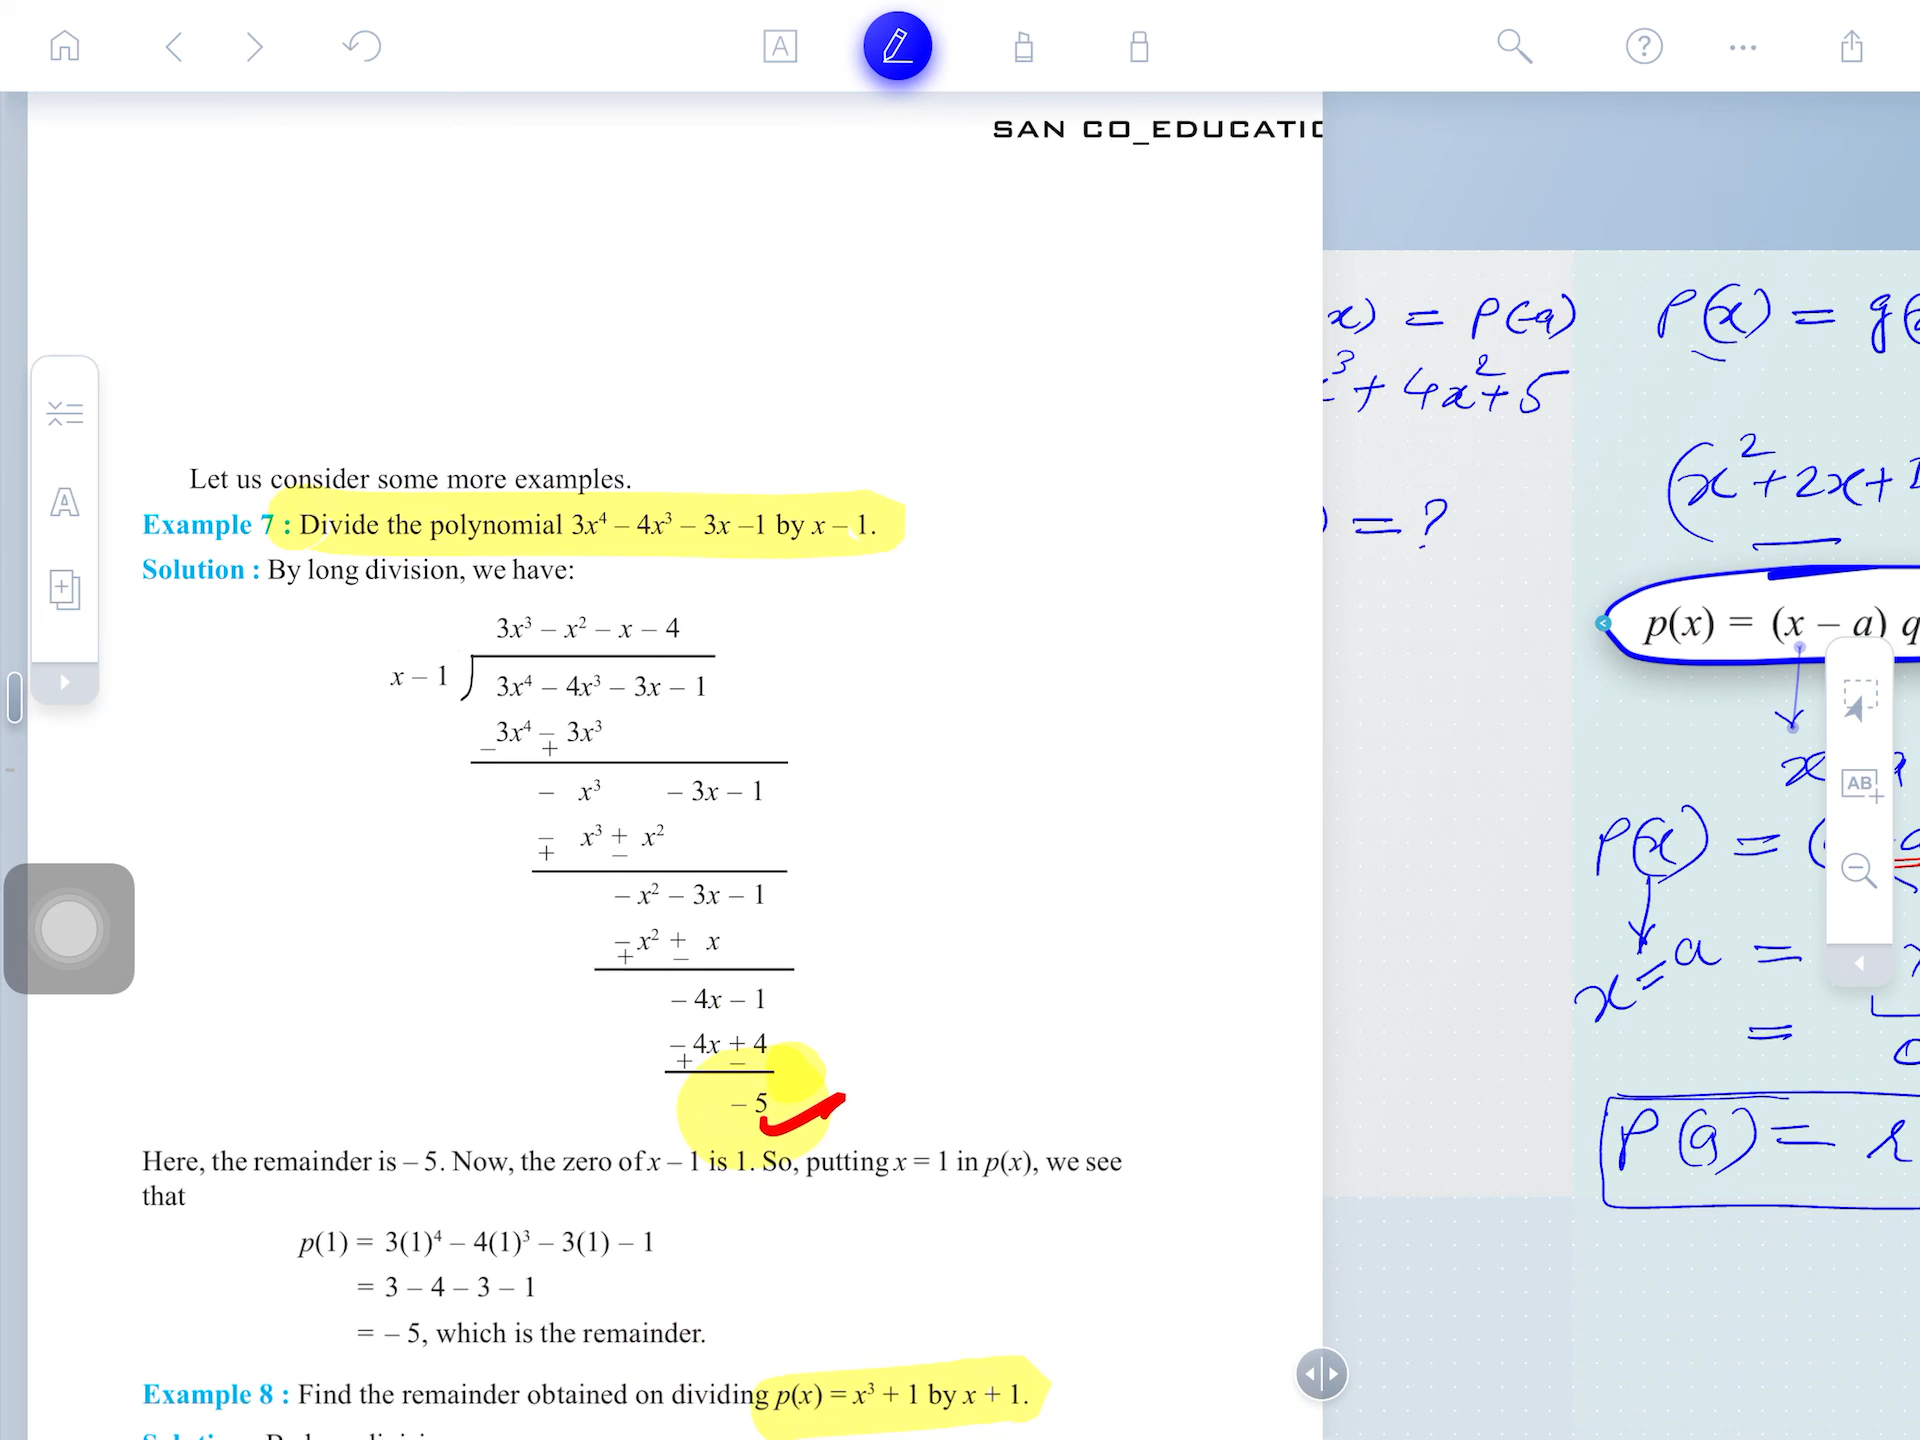 SAN CO_EDUCATIO
Let us consider some more examples.
Example 7 : Divide the polynomial 3x⁴ – 4x³ – 3x –1 by x – 1.
Solution : By long division, we have:
3x³ – x² – x – 4
x – 1
3x⁴ – 4x³ – 3x – 1
3x⁴ – 3x³
– +
– x³ – 3x – 1
– x³ + x²
+ –
– x² – 3x – 1
– x² + x
+ –
– 4x – 1
– 4x + 4
+ –
– 5
Here, the remainder is – 5. Now, the zero of x – 1 is 1. So, putting x = 1 in p(x), we see
that
p(1) = 3(1)⁴ – 4(1)³ – 3(1) – 1
= 3 – 4 – 3 – 1
= – 5, which is the remainder.
Example 8 : Find the remainder obtained on dividing p(x) = x³ + 1 by x + 1.
x) = P(-a)
³ + 4x² + 5
) = ?
P(x) = g(
(x² + 2x + 1
p(x) = (x – a) q
x
P(x) = (
x = a =
=
P(a) = r
A
A
AB